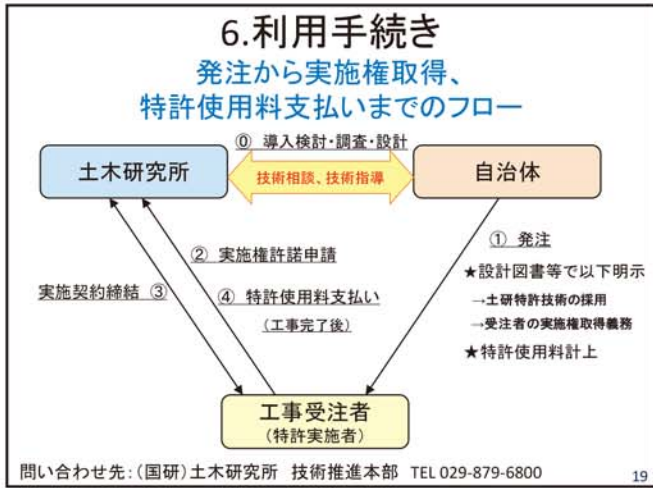 6.利用手続き
発注から実施権取得、
特許使用料支払いまでのフロー
⓪ 導入検討・調査・設計
土木研究所
技術相談、技術指導
自治体
① 発注
② 実施権許諾申請
★設計図書等で以下明示
実施契約締結 ③
④ 特許使用料支払い
→土研特許技術の採用
(工事完了後)
→受注者の実施権取得義務
★特許使用料計上
工事受注者
(特許実施者)
問い合わせ先:(国研)土木研究所 技術推進本部 TEL 029-879-6800
19